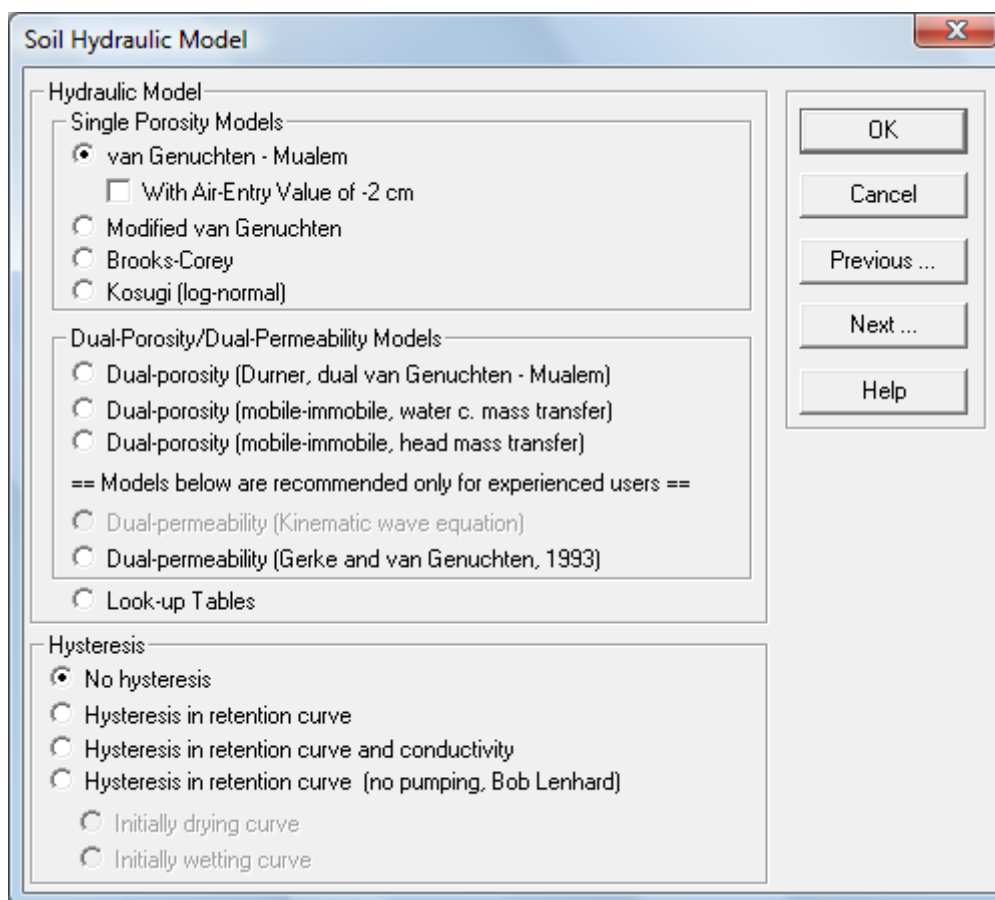 Soil Hydraulic Model
Hydraulic Model
Single Porosity Models
van Genuchten - Mualem
With Air-Entry Value of -2 cm
Modified van Genuchten
Brooks-Corey
Kosugi (log-normal)
Dual-Porosity/Dual-Permeability Models
Dual-porosity (Durner, dual van Genuchten - Mualem)
Dual-porosity (mobile-immobile, water c. mass transfer)
Dual-porosity (mobile-immobile, head mass transfer)
== Models below are recommended only for experienced users ==
Dual-permeability (Kinematic wave equation)
Dual-permeability (Gerke and van Genuchten, 1993)
Look-up Tables
Hysteresis
No hysteresis
Hysteresis in retention curve
Hysteresis in retention curve and conductivity
Hysteresis in retention curve (no pumping, Bob Lenhard)
Initially drying curve
Initially wetting curve
OK
Cancel
Previous ...
Next ...
Help